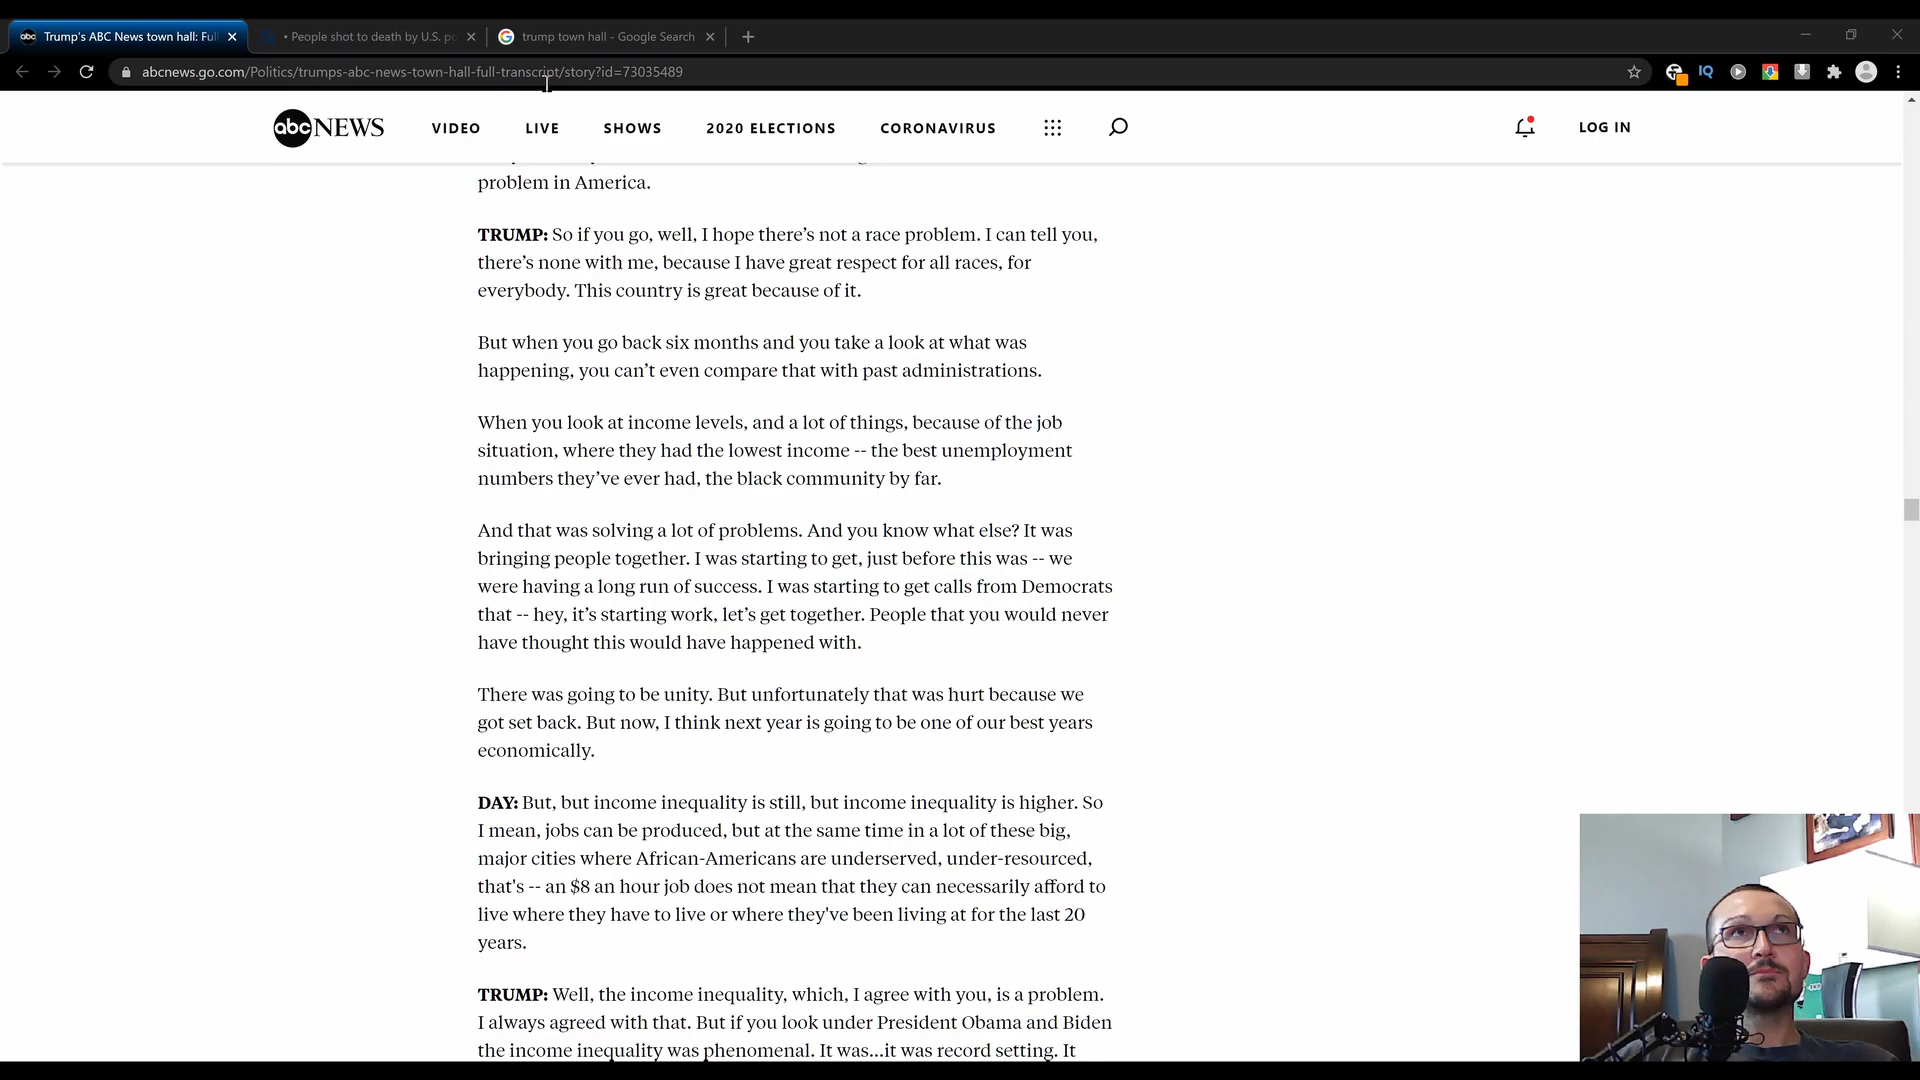 Trump's ABC News town hall: Ful
• People shot to death by U.S. po
trump town hall - Google Search
abcnews.go.com/Politics/trumps-abc-news-town-hall-full-transcript/story?id=73035489
IQ
abc NEWS
VIDEO
LIVE
SHOWS
2020 ELECTIONS
CORONAVIRUS
LOG IN
problem in America.
TRUMP: So if you go, well, I hope there’s not a race problem. I can tell you,
there’s none with me, because I have great respect for all races, for
everybody. This country is great because of it.
But when you go back six months and you take a look at what was
happening, you can’t even compare that with past administrations.
When you look at income levels, and a lot of things, because of the job
situation, where they had the lowest income -- the best unemployment
numbers they’ve ever had, the black community by far.
And that was solving a lot of problems. And you know what else? It was
bringing people together. I was starting to get, just before this was -- we
were having a long run of success. I was starting to get calls from Democrats
that -- hey, it’s starting work, let’s get together. People that you would never
have thought this would have happened with.
There was going to be unity. But unfortunately that was hurt because we
got set back. But now, I think next year is going to be one of our best years
economically.
DAY: But, but income inequality is still, but income inequality is higher. So
I mean, jobs can be produced, but at the same time in a lot of these big,
major cities where African-Americans are underserved, under-resourced,
that's -- an $8 an hour job does not mean that they can necessarily afford to
live where they have to live or where they've been living at for the last 20
years.
TRUMP: Well, the income inequality, which, I agree with you, is a problem.
I always agreed with that. But if you look under President Obama and Biden
the income inequality was phenomenal. It was...it was record setting. It